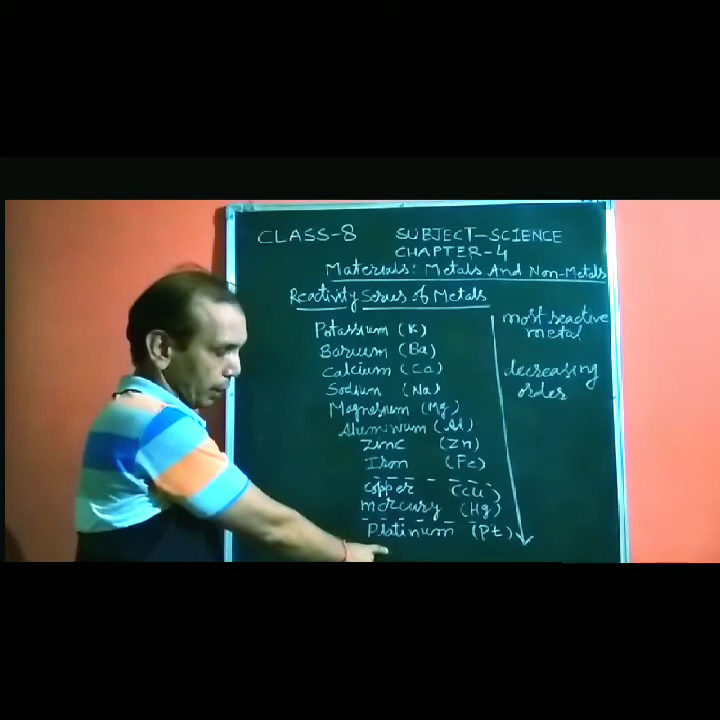 CLASS-8 SUBJECT-SCIENCE
CHAPTER-4
Materials: Metals And Non-Metals
Reactivity Series of Metals
most reactive
metal
Potassium (K)
Barium (Ba)
Calcium (Ca)
decreasing
order
Sodium (Na)
Magnesium (Mg)
Aluminium (Al)
Zinc (Zn)
Iron (Fe)
Copper (Cu)
Mercury (Hg)
Platinum (Pt)